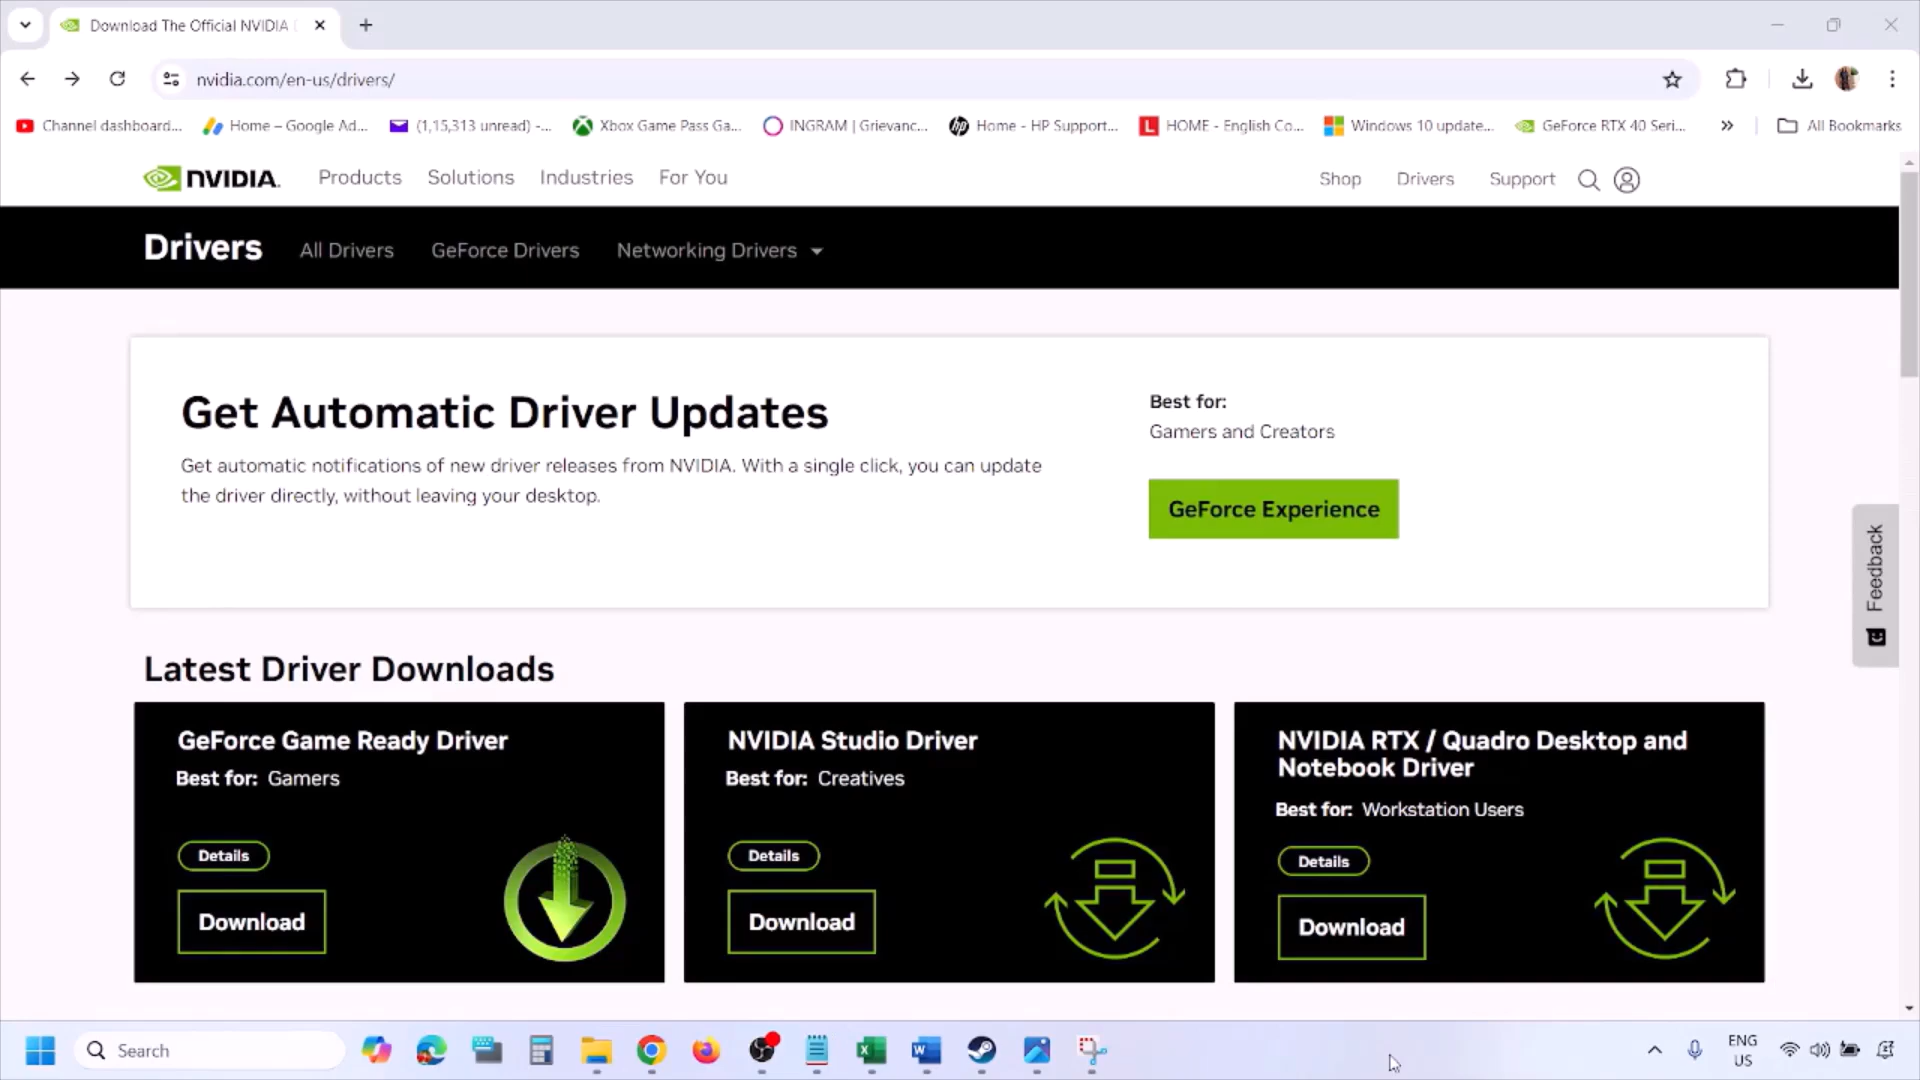 Download The Official NVIDIA
nvidia.com/en-us/drivers/
Channel dashboard...
Home – Google Ad...
(1,15,313 unread) -...
Xbox Game Pass Ga...
INGRAM | Grievanc...
Home - HP Support...
HOME - English Co...
Windows 10 update...
GeForce RTX 40 Seri...
All Bookmarks
NVIDIA.
Products
Solutions
Industries
For You
Shop
Drivers
Support
Drivers
All Drivers
GeForce Drivers
Networking Drivers
Get Automatic Driver Updates
Get automatic notifications of new driver releases from NVIDIA. With a single click, you can update
the driver directly, without leaving your desktop.
Best for:
Gamers and Creators
GeForce Experience
Feedback
Latest Driver Downloads
GeForce Game Ready Driver
Best for: Gamers
Details
Download
NVIDIA Studio Driver
Best for: Creatives
Details
Download
NVIDIA RTX / Quadro Desktop and
Notebook Driver
Best for: Workstation Users
Details
Download
Search
ENG
US